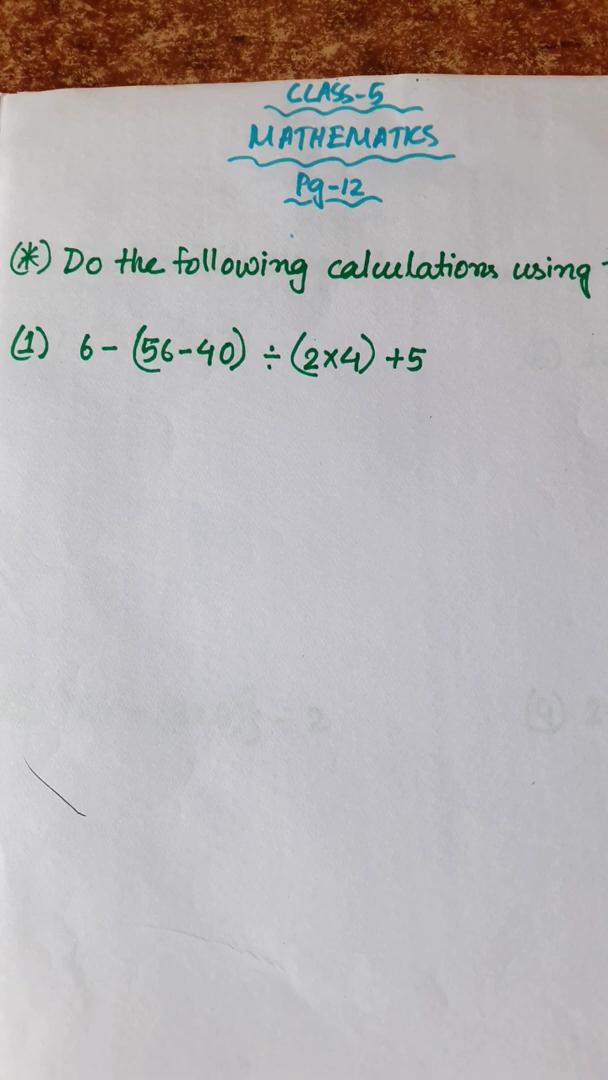 CLASS-5
MATHEMATICS
Pg-12
(*) Do the following calculations using
(1) 6 - (56-40) ÷ (2×4) +5